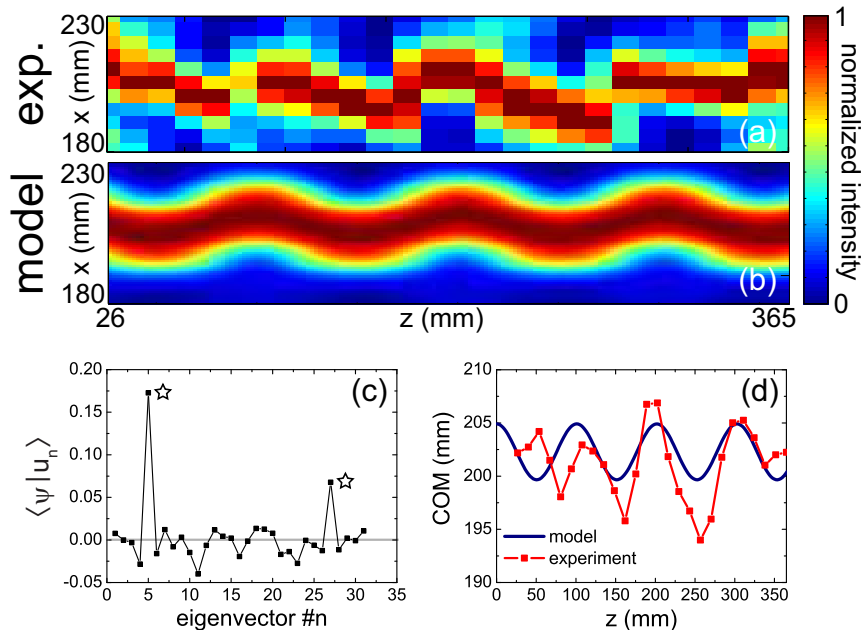 exp.
x (mm)
230
180
(a)
model
x (mm)
230
180
(b)
26
z (mm)
365
1
0
normalized intensity
(c)
0.20
0.15
0.10
0.05
0.00
-0.05
⟨ψ|uₙ⟩
0 5 10 15 20 25 30 35
eigenvector #n
(d)
210
205
200
195
190
COM (mm)
model
experiment
0 50 100 150 200 250 300 350
z (mm)